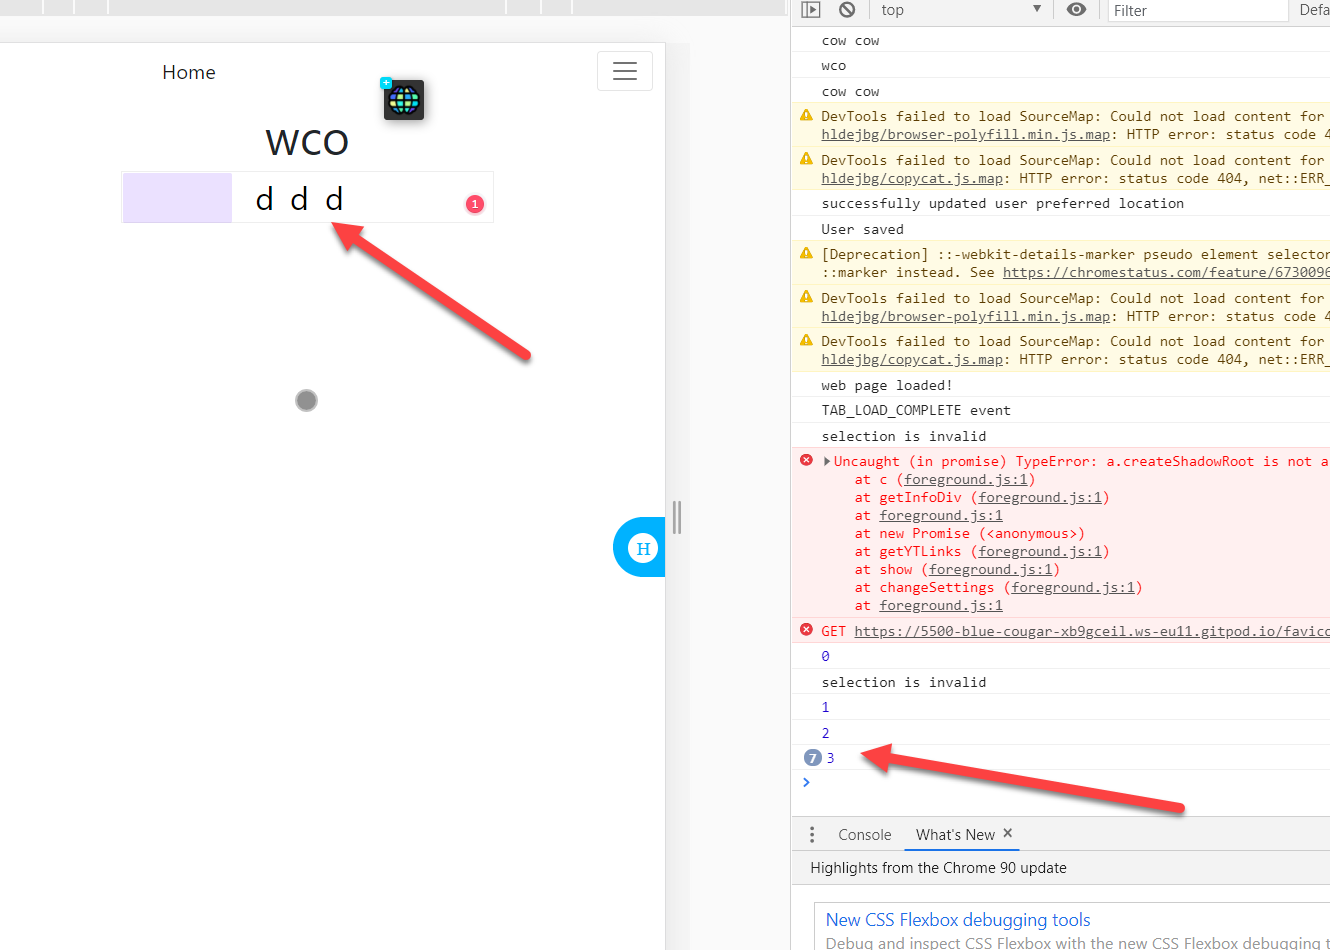 Home
wco
d d d
1
H
top
Filter
Defa
cow cow
wco
cow cow
DevTools failed to load SourceMap: Could not load content for
hldejbg/browser-polyfill.min.js.map: HTTP error: status code 4
DevTools failed to load SourceMap: Could not load content for
hldejbg/copycat.js.map: HTTP error: status code 404, net::ERR_
successfully updated user preferred location
User saved
[Deprecation] ::-webkit-details-marker pseudo element selector
::marker instead. See https://chromestatus.com/feature/6730096
DevTools failed to load SourceMap: Could not load content for
hldejbg/browser-polyfill.min.js.map: HTTP error: status code 4
DevTools failed to load SourceMap: Could not load content for
hldejbg/copycat.js.map: HTTP error: status code 404, net::ERR_
web page loaded!
TAB_LOAD_COMPLETE event
selection is invalid
Uncaught (in promise) TypeError: a.createShadowRoot is not a
at c (foreground.js:1)
at getInfoDiv (foreground.js:1)
at foreground.js:1
at new Promise (<anonymous>)
at getYTLinks (foreground.js:1)
at show (foreground.js:1)
at changeSettings (foreground.js:1)
at foreground.js:1
GET https://5500-blue-cougar-xb9gceil.ws-eu11.gitpod.io/favico
0
selection is invalid
1
2
7 3
Console What's New ×
Highlights from the Chrome 90 update
New CSS Flexbox debugging tools
Debug and inspect CSS Flexbox with the new CSS Flexbox debugging t